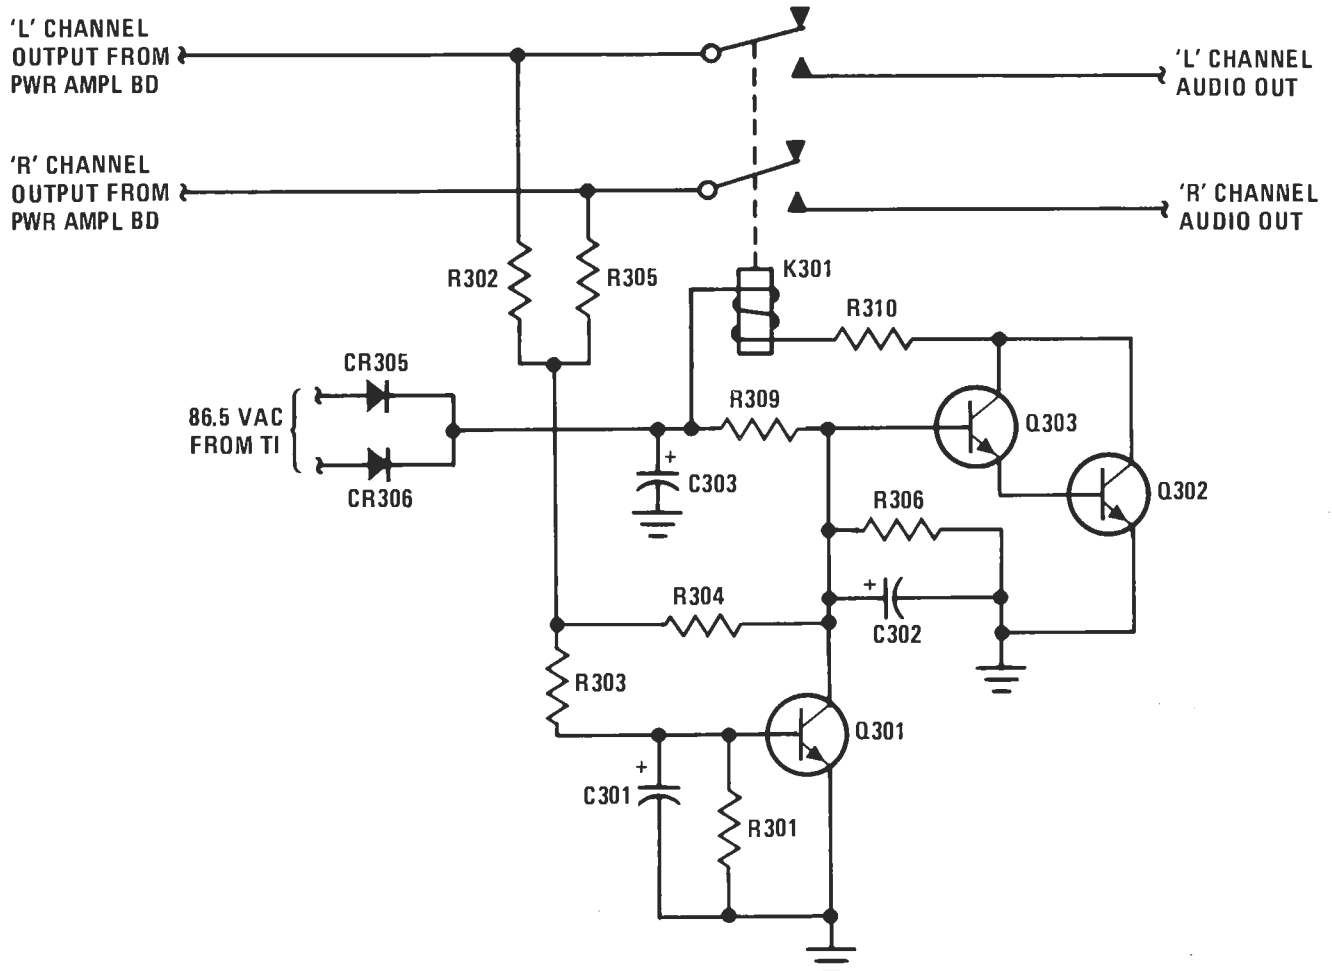 'L' CHANNEL
OUTPUT FROM
PWR AMPL BD
'L' CHANNEL
AUDIO OUT
'R' CHANNEL
OUTPUT FROM
PWR AMPL BD
'R' CHANNEL
AUDIO OUT
R302
R305
K301
R310
CR305
86.5 VAC
FROM TI
CR306
R309
+
C303
Q303
Q302
R306
+
C302
R304
R303
Q301
+
C301
R301